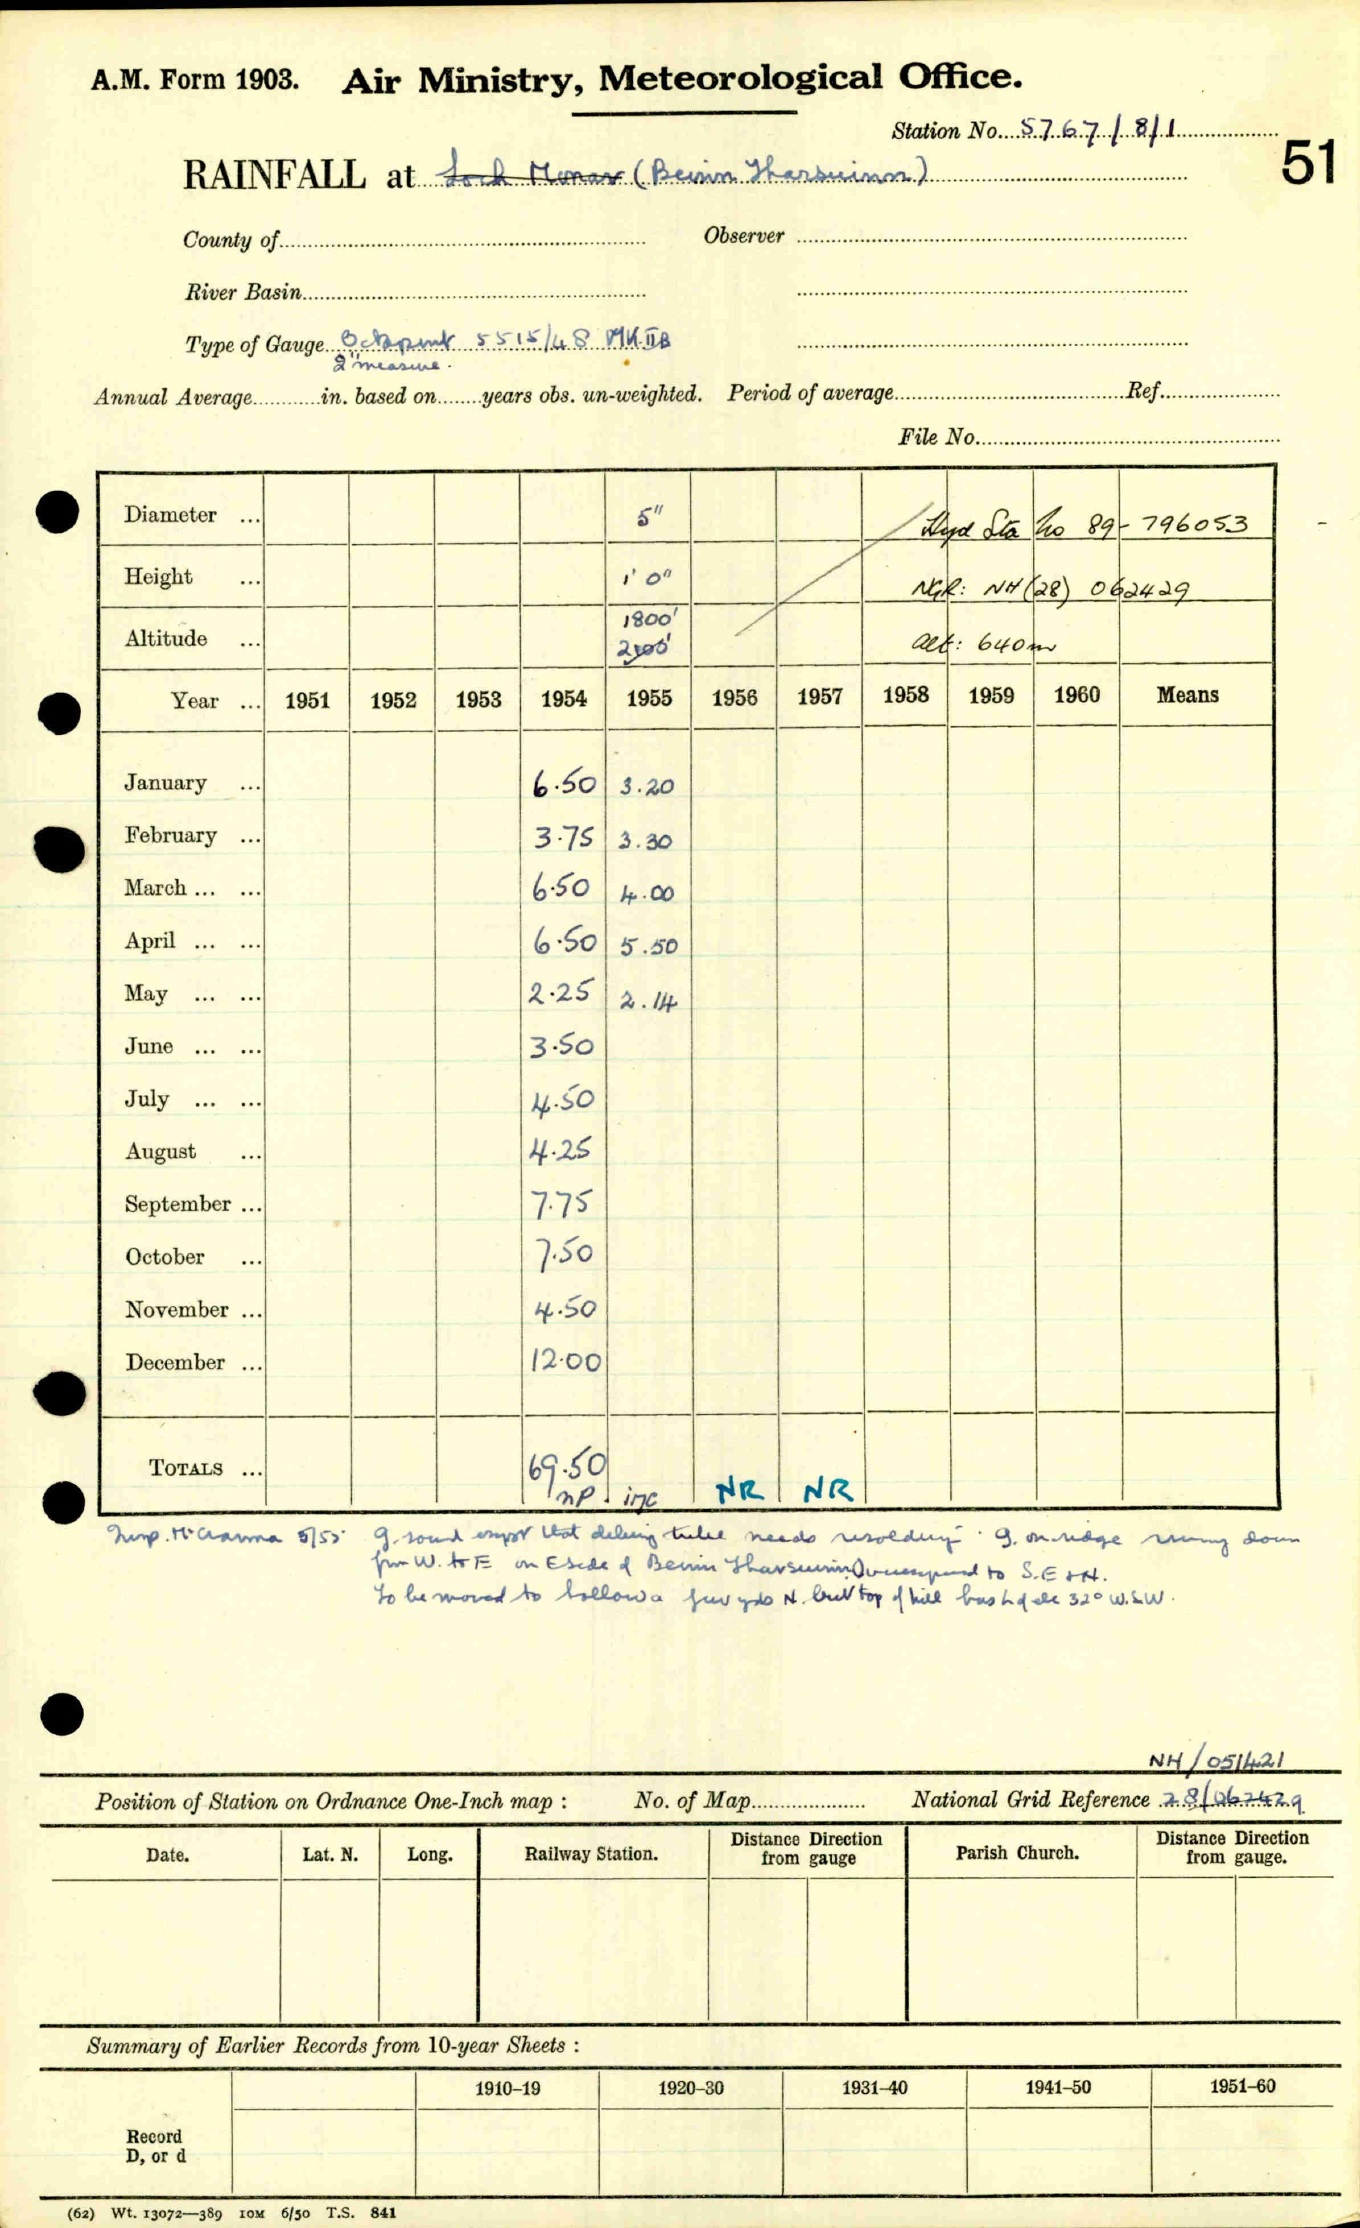 A.M. Form 1903. Air Ministry, Meteorological Office.
Station No. 5767/8/1
51
RAINFALL at Loch Monar (Beinn Tharsuinn)
County of
Observer
River Basin
Type of Gauge Octapent 5515/48 MK.IIB
2" measure.
Annual Average in. based on years obs. un-weighted. Period of average Ref.
File No.
Diameter ... 5" Hyd Sta No 89-796053
Height ... 1' 0" NGR: NH(28) 062429
1800'
Altitude ... 2100' Alt: 640m
Year ... 1951 1952 1953 1954 1955 1956 1957 1958 1959 1960 Means
January ... 6.50 3.20
February ... 3.75 3.30
March ... ... 6.50 4.00
April ... ... 6.50 5.50
May ... ... 2.25 2.14
June ... ... 3.50
July ... ... 4.50
August ... 4.25
September ... 7.75
October ... 7.50
November ... 4.50
December ... 12.00
TOTALS ... 69.50
nP. inc NR NR
Insp. 5/55 G. sound except that tube needs resoldering. G. on ridge running down
from W. to E on E side of Beinn Tharsuinn to S.E + N.
To be moved to hollow a few yds N. but top of hill has of 32° W.S.W.
NH/051421
Position of Station on Ordnance One-Inch map : No. of Map National Grid Reference 28/062429
Date. Lat. N. Long. Railway Station. Distance Direction from gauge Parish Church. Distance Direction from gauge.
Summary of Earlier Records from 10-year Sheets :
1910–19 1920–30 1931–40 1941–50 1951–60
Record
D, or d
(62) Wt. 13072—389 10M 6/50 T.S. 841